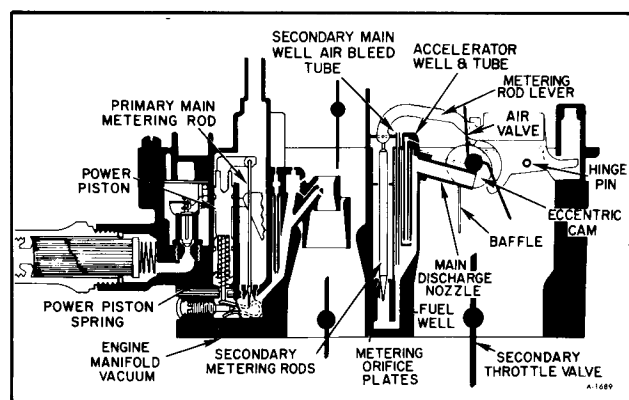 SECONDARY MAIN
WELL AIR BLEED
TUBE
ACCELERATOR
WELL & TUBE
METERING
ROD LEVER
AIR
VALVE
PRIMARY MAIN
METERING ROD
POWER
PISTON
HINGE
PIN
ECCENTRIC
CAM
BAFFLE
MAIN
DISCHARGE
NOZZLE
FUEL
WELL
POWER PISTON
SPRING
ENGINE
MANIFOLD
VACUUM
SECONDARY
METERING RODS
METERING
ORIFICE
PLATES
SECONDARY
THROTTLE VALVE
A-1689